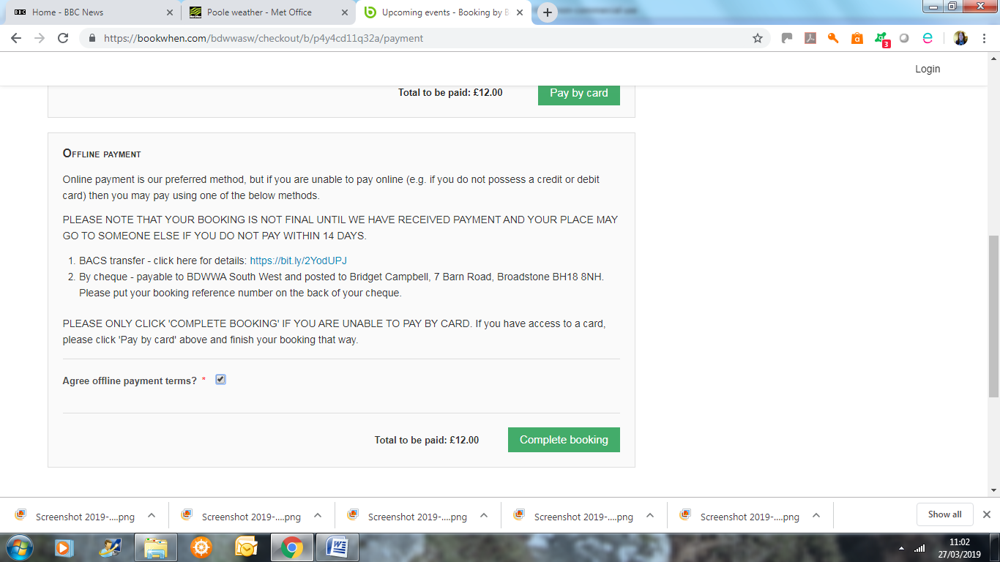 Home - BBC News
Poole weather - Met Office
Upcoming events - Booking by B
https://bookwhen.com/bdwwasw/checkout/b/p4y4cd11q32a/payment
3
Login
Total to be paid: £12.00 Pay by card
OFFLINE PAYMENT
Online payment is our preferred method, but if you are unable to pay online (e.g. if you do not possess a credit or debit
card) then you may pay using one of the below methods.
PLEASE NOTE THAT YOUR BOOKING IS NOT FINAL UNTIL WE HAVE RECEIVED PAYMENT AND YOUR PLACE MAY
GO TO SOMEONE ELSE IF YOU DO NOT PAY WITHIN 14 DAYS.
1. BACS transfer - click here for details: https://bit.ly/2YodUPJ
2. By cheque - payable to BDWWA South West and posted to Bridget Campbell, 7 Barn Road, Broadstone BH18 8NH.
Please put your booking reference number on the back of your cheque.
PLEASE ONLY CLICK 'COMPLETE BOOKING' IF YOU ARE UNABLE TO PAY BY CARD. If you have access to a card,
please click 'Pay by card' above and finish your booking that way.
Agree offline payment terms? *
Total to be paid: £12.00 Complete booking
Screenshot 2019-....png
Screenshot 2019-....png
Screenshot 2019-....png
Screenshot 2019-....png
Screenshot 2019-....png
Show all
11:02
27/03/2019